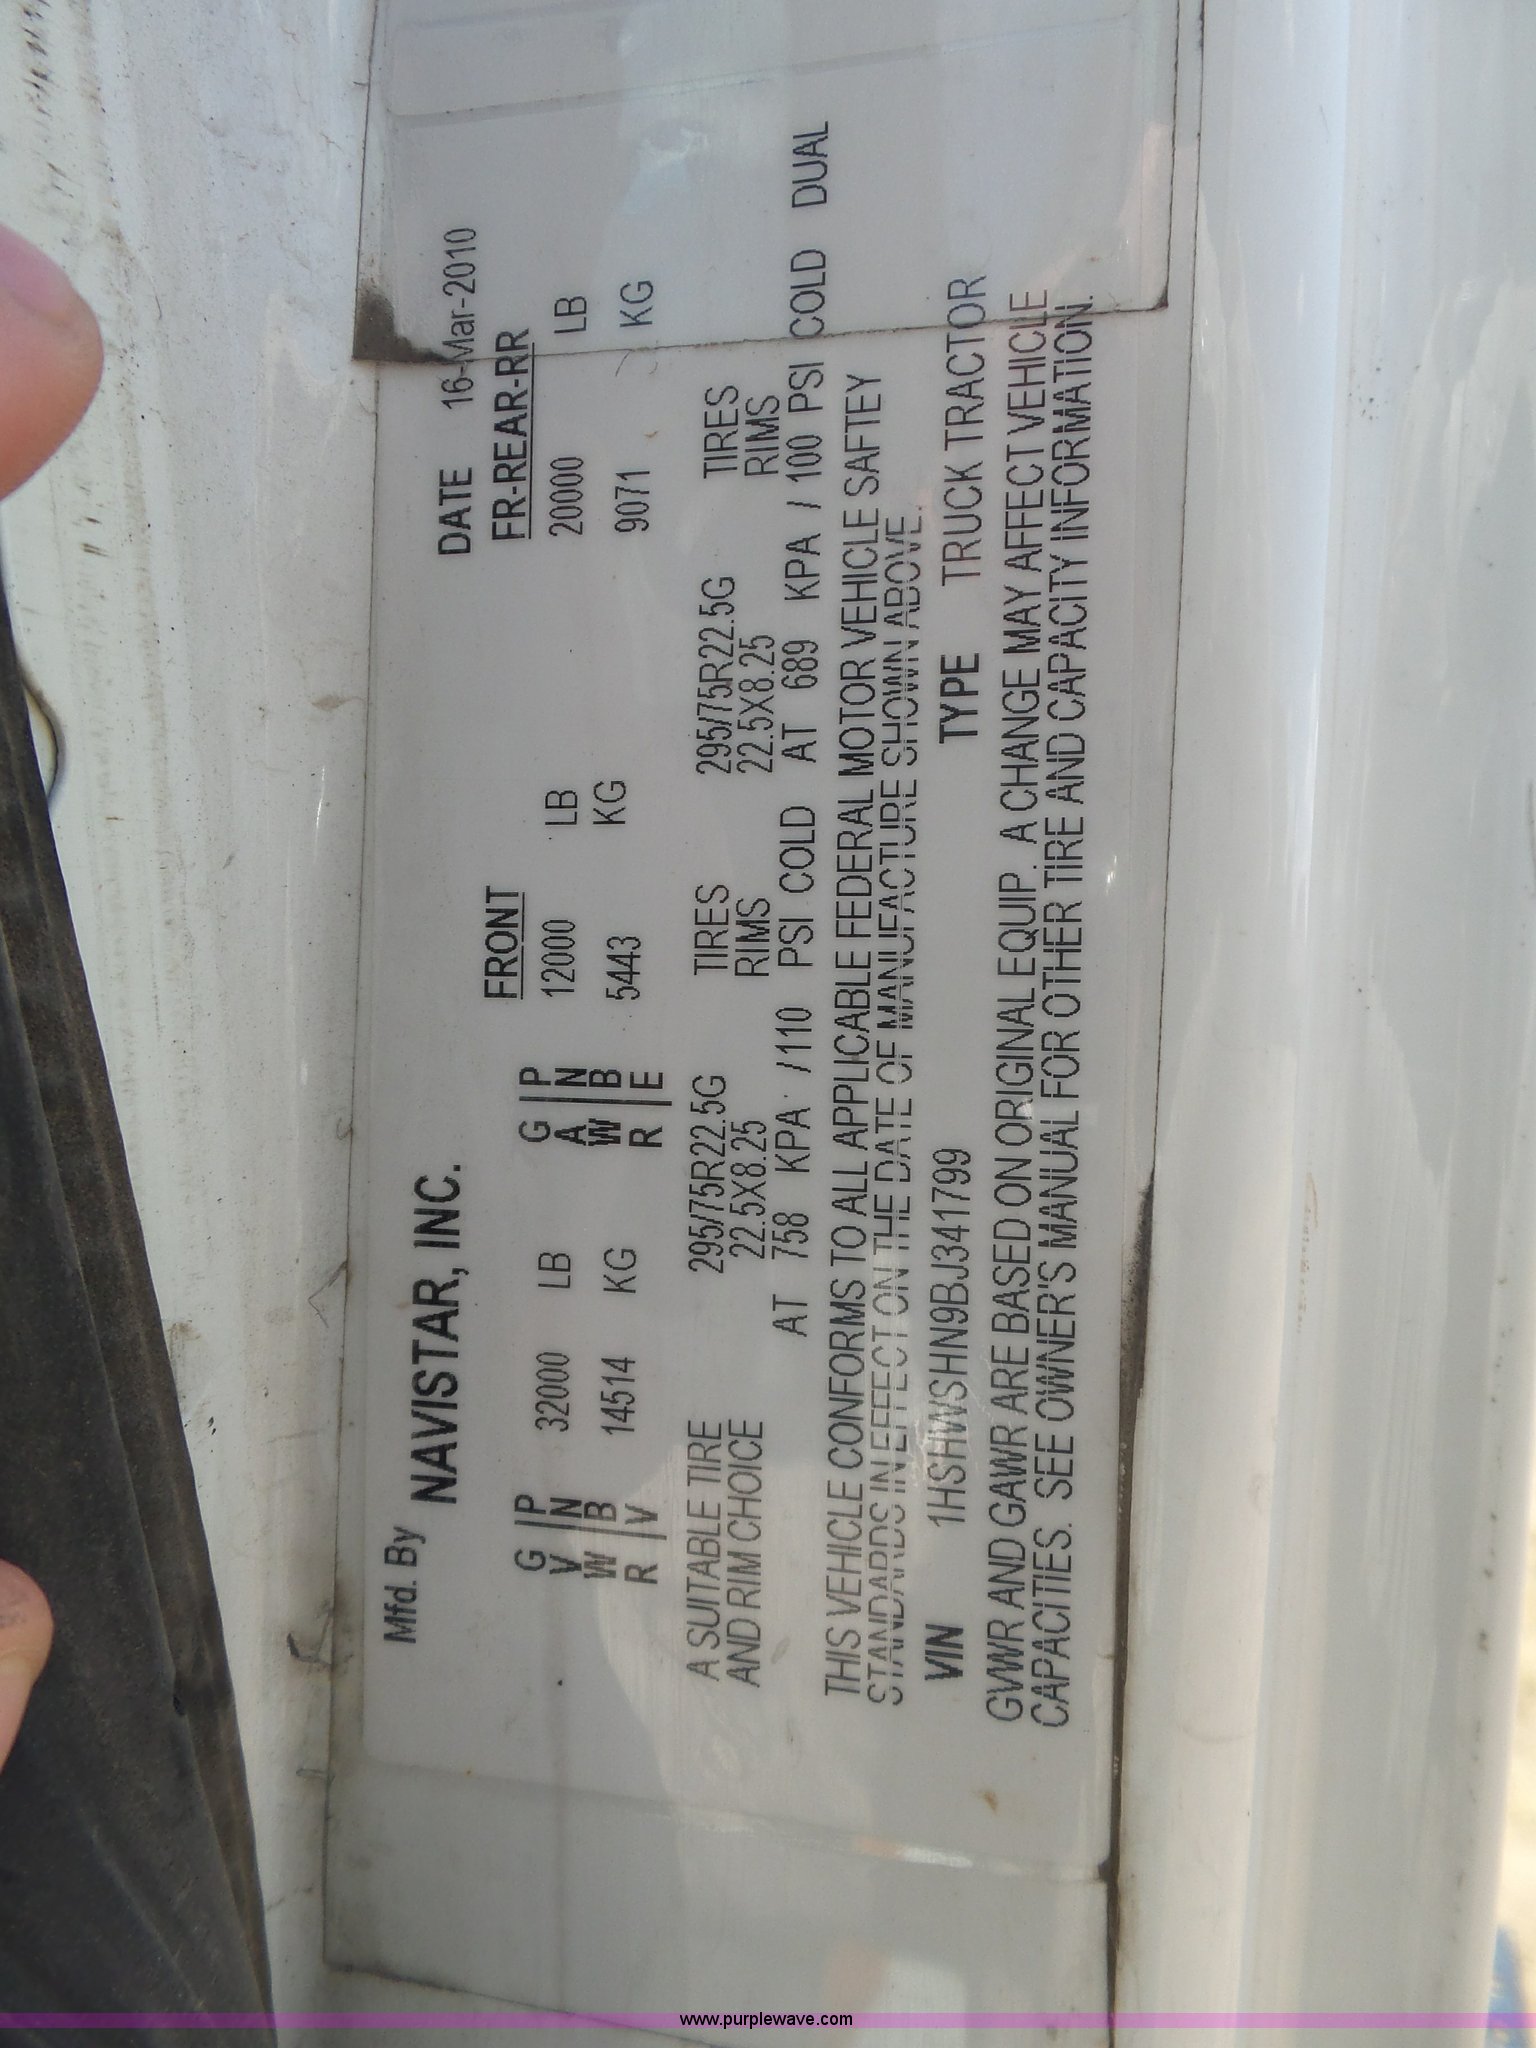 Mfd. By NAVISTAR, INC. DATE 16-Mar-2010
FRONT FR-REAR-RR
G P 32000 LB G P 12000 LB 20000 LB
V N A N
W B W B
R V 14514 KG R E 5443 KG 9071 KG
A SUITABLE TIRE 295/75R22.5G TIRES 295/75R22.5G TIRES
AND RIM CHOICE 22.5X8.25 RIMS 22.5X8.25 RIMS
AT 758 KPA /110 PSI COLD AT 689 KPA / 100 PSI COLD DUAL
THIS VEHICLE CONFORMS TO ALL APPLICABLE FEDERAL MOTOR VEHICLE SAFTEY
STANDARDS IN EFFECT ON THE DATE OF MANUFACTURE SHOWN ABOVE.
VIN 1HSHWSHN9BJ341799 TYPE TRUCK TRACTOR
GVWR AND GAWR ARE BASED ON ORIGINAL EQUIP. A CHANGE MAY AFFECT VEHICLE
CAPACITIES. SEE OWNER'S MANUAL FOR OTHER TIRE AND CAPACITY INFORMATION.
www.purplewave.com